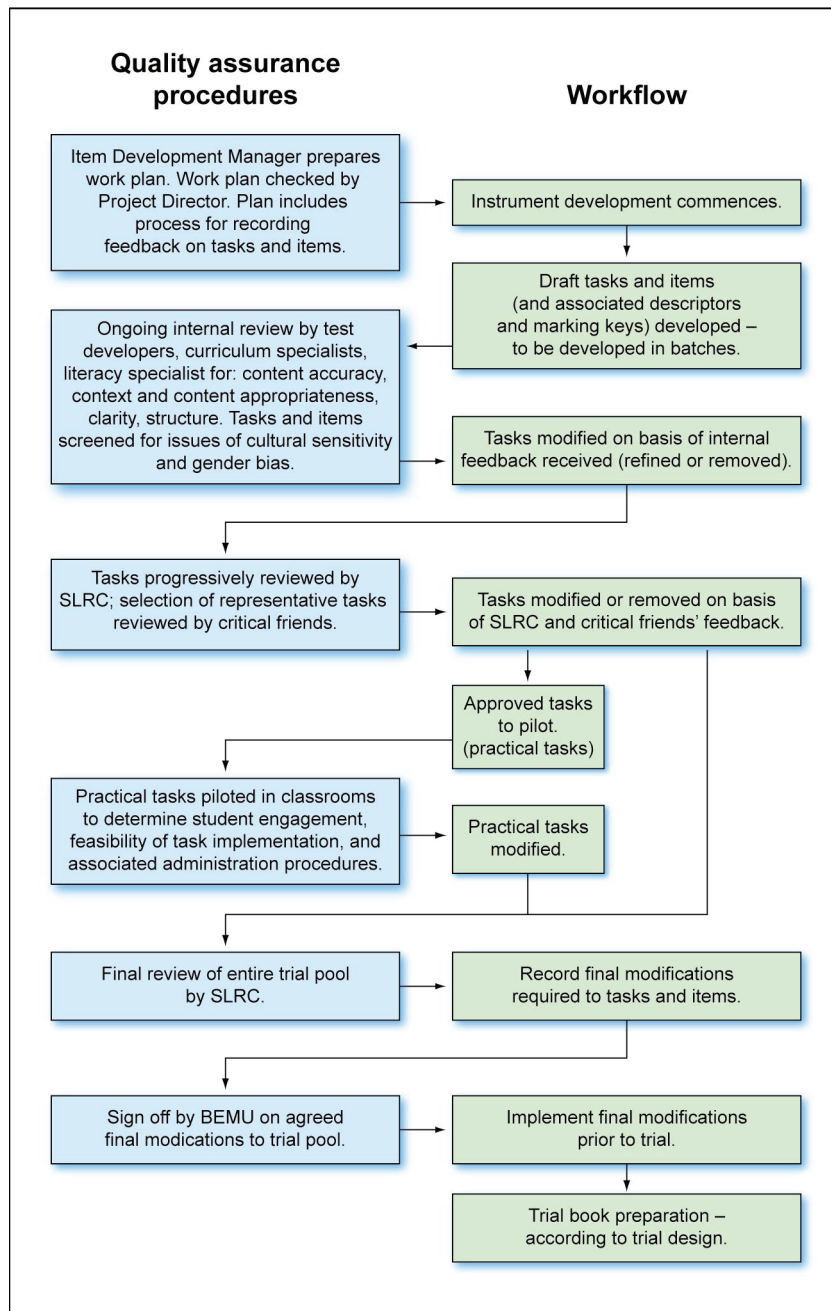 Quality assurance
procedures
Workflow
Item Development Manager prepares
work plan. Work plan checked by
Project Director. Plan includes
process for recording
feedback on tasks and items.
Instrument development commences.
Draft tasks and items
(and associated descriptors
and marking keys) developed –
to be developed in batches.
Ongoing internal review by test
developers, curriculum specialists,
literacy specialist for: content accuracy,
context and content appropriateness,
clarity, structure. Tasks and items
screened for issues of cultural sensitivity
and gender bias.
Tasks modified on basis of internal
feedback received (refined or removed).
Tasks progressively reviewed by
SLRC; selection of representative tasks
reviewed by critical friends.
Tasks modified or removed on basis
of SLRC and critical friends’ feedback.
Approved tasks
to pilot.
(practical tasks)
Practical tasks piloted in classrooms
to determine student engagement,
feasibility of task implementation, and
associated administration procedures.
Practical tasks
modified.
Final review of entire trial pool
by SLRC.
Record final modifications
required to tasks and items.
Sign off by BEMU on agreed
final modications to trial pool.
Implement final modifications
prior to trial.
Trial book preparation –
according to trial design.